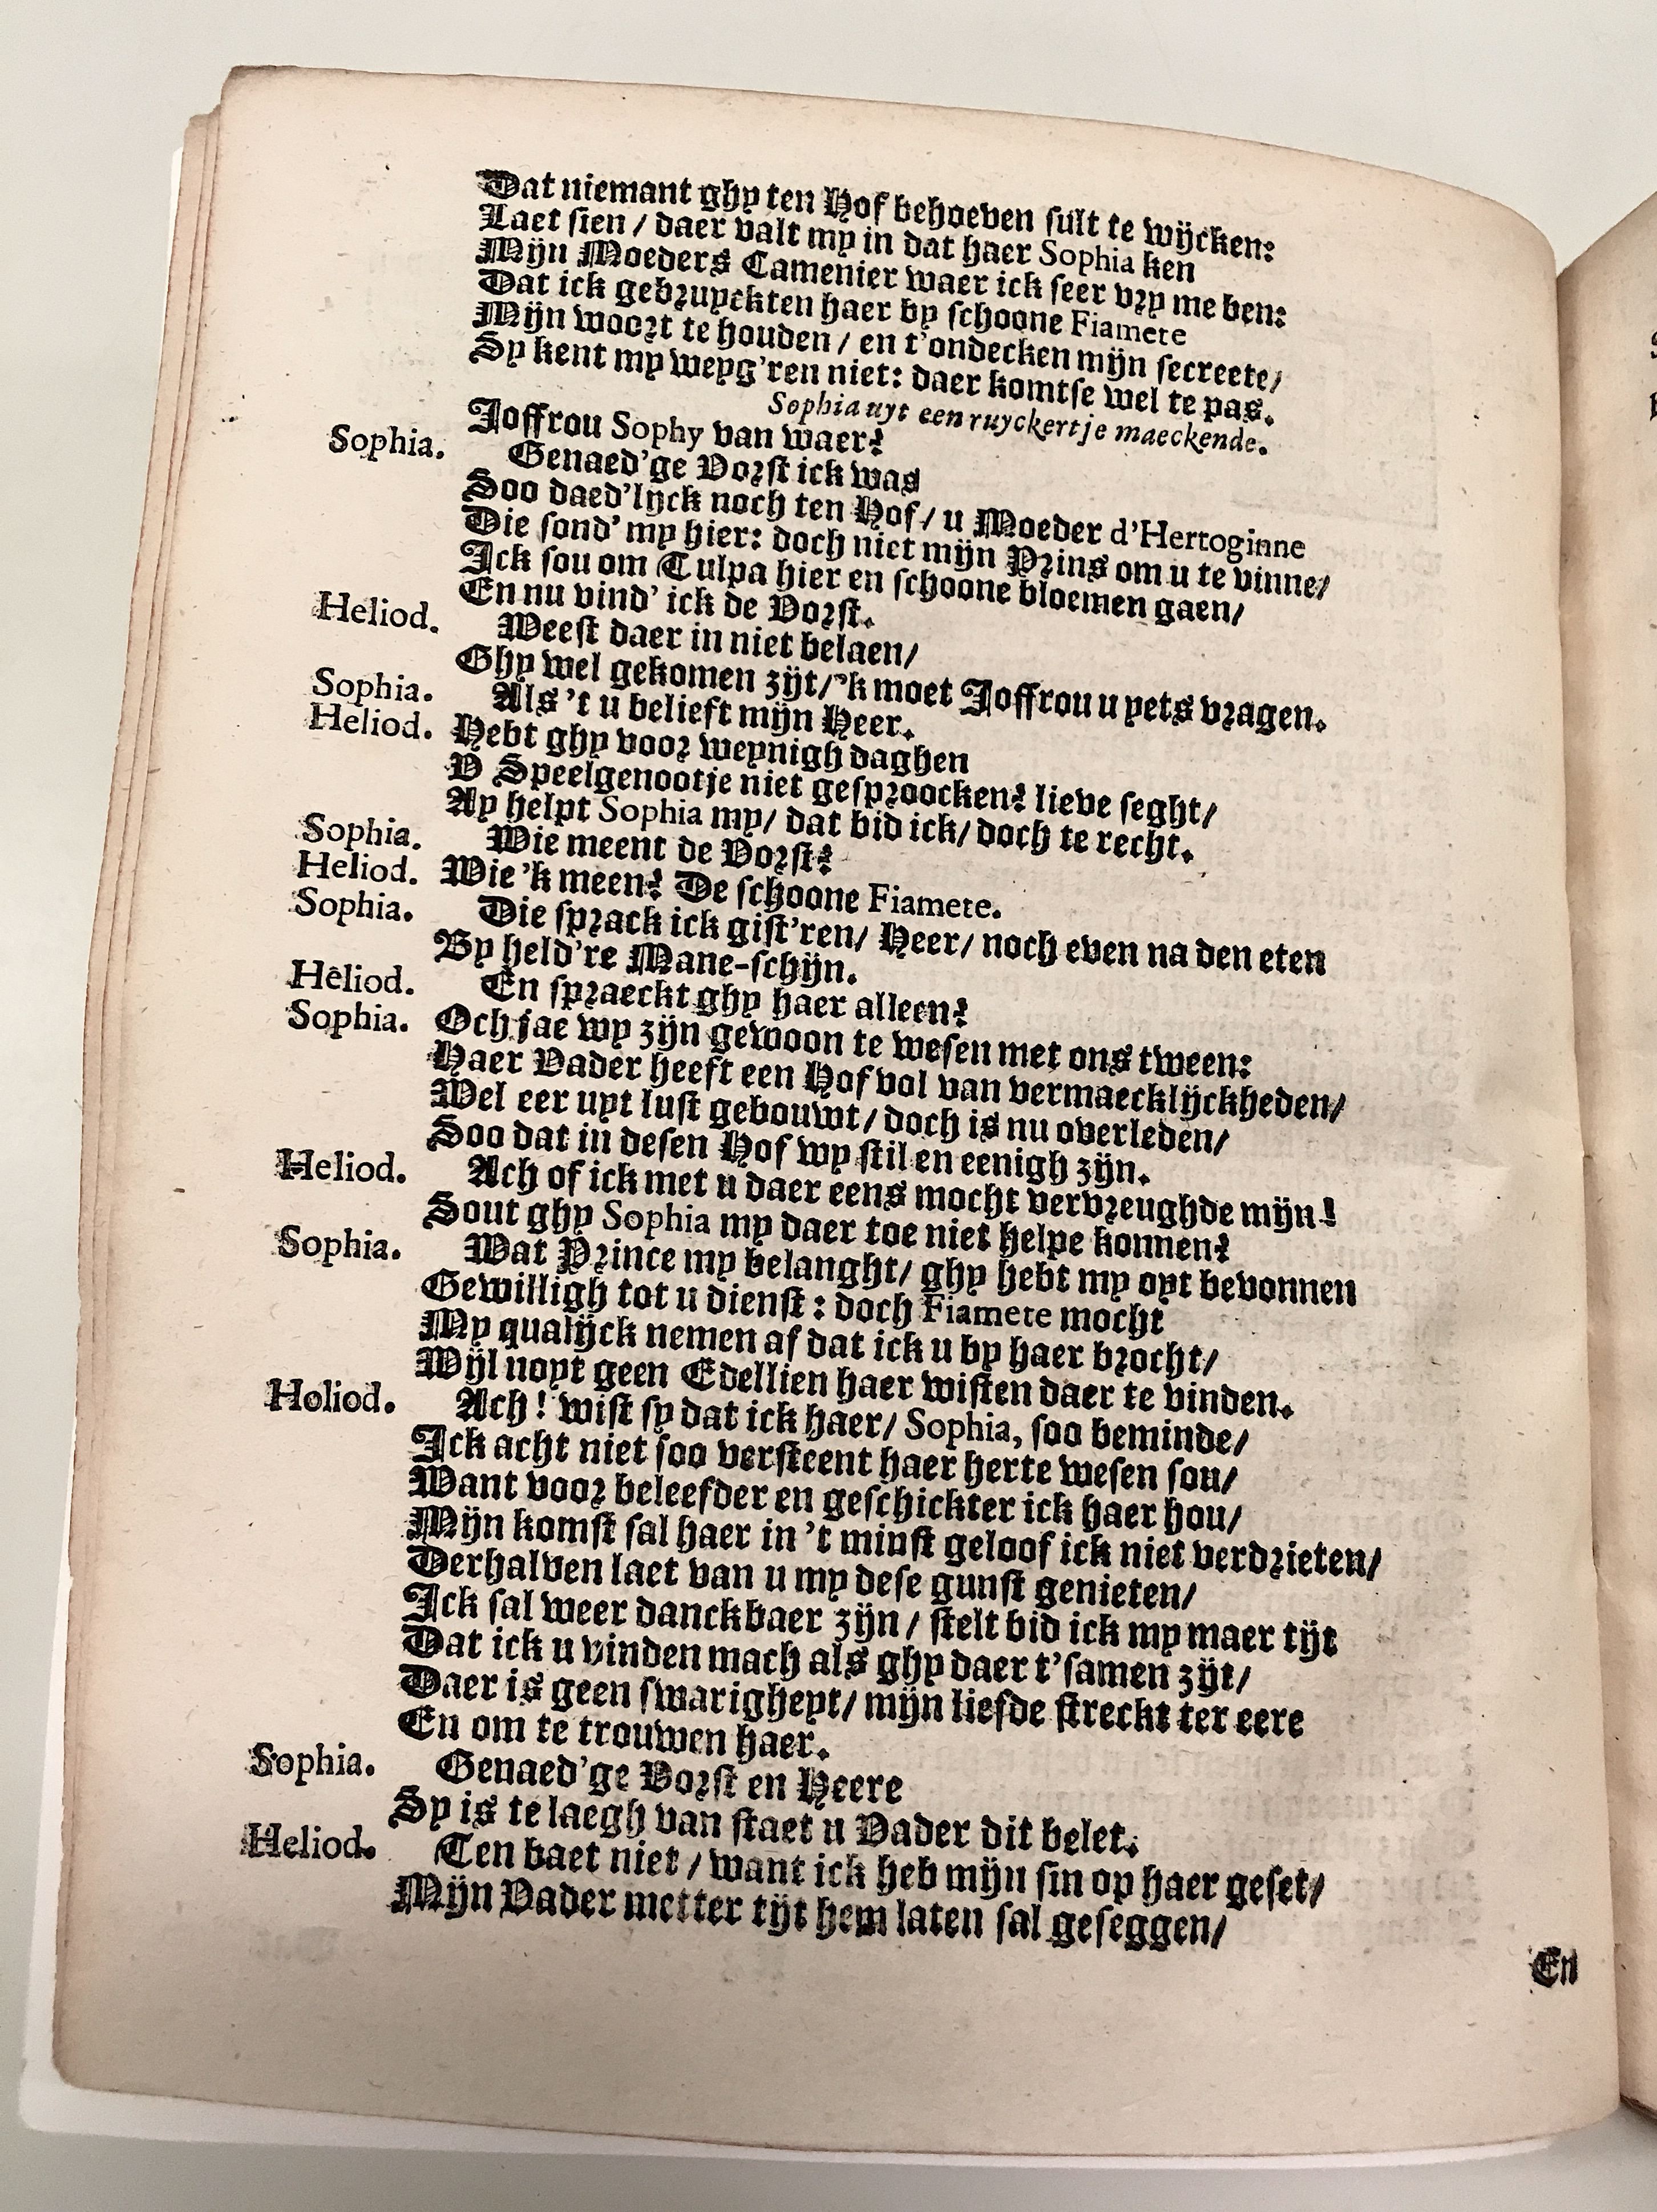 Dat niemant ghy ten Hof behoeven sult te wijcken:
Laet sien / daer valt my in dat haer Sophia ken
Mijn Moeders Camenier waer ick seer vry me ben:
Dat ick gebruyckten haer by schoone Fiamete
Mijn woort te houden / en t'ondecken mijn secreete/
Sy kent my weyg'ren niet: daer komtse wel te pas.
Sophia uyt een ruyckertje maeckende.
Joffrou Sophy van waer?
Sophia. Genaed'ge Vorst ick was
Soo daed'lijck noch ten Hof/ u Moeder d'Hertoginne
Die sond' my hier: doch niet mijn Prins om u te vinne/
Ick sou om Tulpa hier en schoone bloemen gaen/
En nu vind' ick de Vorst.
Heliod. Weest daer in niet belaen/
Ghy wel gekomen zijt/'k moet Joffrou u yets vragen.
Sophia. Als 't u belieft mijn Heer.
Heliod. Hebt ghy voor weynigh daghen
V Speelgenootje niet gesproocken? lieve seght/
Ay helpt Sophia my/ dat bid ick/ doch te recht.
Sophia. Wie meent de Vorst?
Heliod. Wie 'k meen? De schoone Fiamete.
Sophia. Die sprack ick gist'ren/ Heer/ noch even na den eten
By held're Mane-schijn.
Heliod. En spraeckt ghy haer alleen?
Sophia. Och jae wy zijn gewoon te wesen met ons tween:
Haer Vader heeft een Hof vol van vermaecklijckheden/
Wel eer uyt lust gebouwt/ doch is nu overleden/
Soo dat in desen Hof wy stil en eenigh zijn.
Heliod. Ach of ick met u daer eens mocht vervreughde mijn!
Sout ghy Sophia my daer toe niet helpe konnen?
Sophia. Wat Prince my belanght/ ghy hebt my oyt bevonnen
Gewilligh tot u dienst: doch Fiamete mocht
My qualijck nemen af dat ick u by haer brocht/
Wijl noyt geen Edellien haer wisten daer te vinden.
Holiod. Ach! wist sy dat ick haer/ Sophia, soo beminde/
Ick acht niet soo versteent haer herte wesen sou/
Want voor beleefder en geschickter ick haer hou/
Mijn komst sal haer in 't minst geloof ick niet verdrieten/
Derhalven laet van u my dese gunst genieten/
Ick sal weer danckbaer zijn / stelt bid ick my maer tijt
Dat ick u vinden mach als ghy daer t'samen zijt/
Daer is geen swarigheyt/ mijn liefde streckt ter eere
En om te trouwen haer.
Sophia. Genaed'ge Vorst en Heere
Sy is te laegh van staet u Vader dit belet.
Heliod. Ten baet niet / want ick heb mijn sin op haer geset/
Mijn Vader metter tijt hem laten sal geseggen/
En